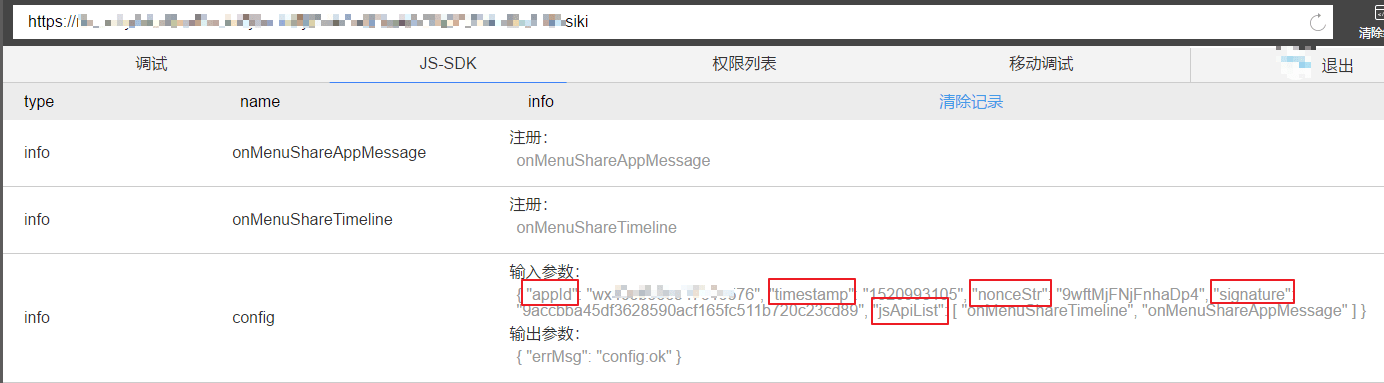 https://
siki
清除
调试 JS-SDK 权限列表 移动调试 退出
type name info 清除记录
注册：
info onMenuShareAppMessage
onMenuShareAppMessage
注册：
info onMenuShareTimeline
onMenuShareTimeline
输入参数：
{ "appId": "wx 676", "timestamp": "1520993105", "nonceStr": "9wftMjFNjFnhaDp4", "signature":
"9accbba45df3628590acf165fc511b720c23cd89", "jsApiList": [ "onMenuShareTimeline", "onMenuShareAppMessage" ] }
info config
输出参数：
{ "errMsg": "config:ok" }